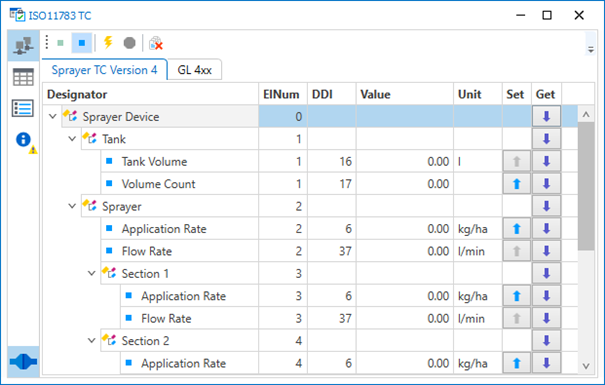 ISO11783 TC
Sprayer TC Version 4 GL 4xx
Designator ElNum DDI Value Unit Set Get
Sprayer Device 0
Tank 1
Tank Volume 1 16 0.00 l
Volume Count 1 17 0.00
Sprayer 2
Application Rate 2 6 0.00 kg/ha
Flow Rate 2 37 0.00 l/min
Section 1 3
Application Rate 3 6 0.00 kg/ha
Flow Rate 3 37 0.00 l/min
Section 2 4
Application Rate 4 6 0.00 kg/ha